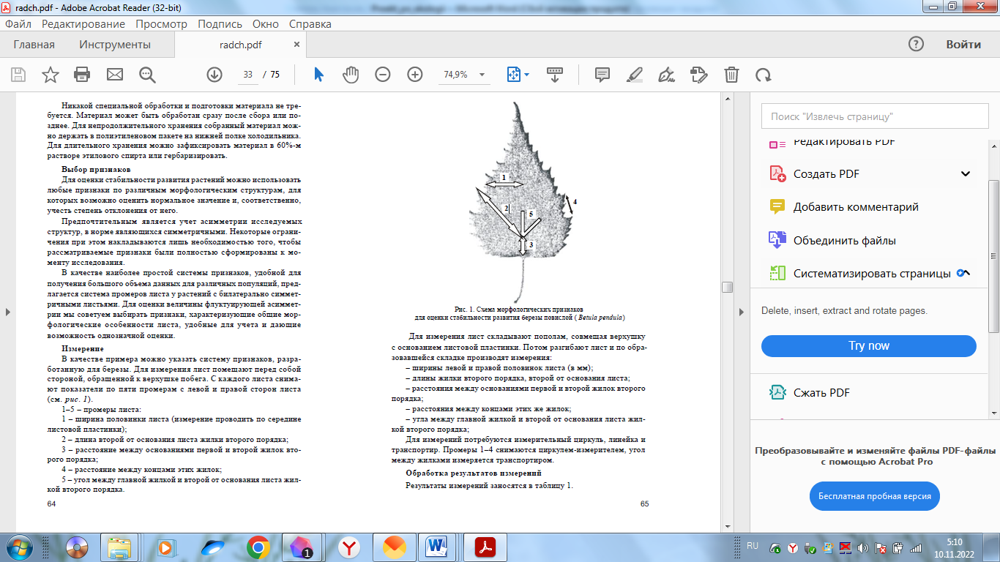 radch.pdf - Adobe Acrobat Reader (32-bit)
Файл Редактирование Просмотр Подпись Окно Справка
Главная Инструменты radch.pdf × ? Войти
33 / 75 74,9%
Никакой специальной обработки и подготовки материала не тре-
буется. Материал может быть обработан сразу после сбора или по-
зднее. Для непродолжительного хранения собранный материал мож-
но держать в полиэтиленовом пакете на нижней полке холодильника.
Для длительного хранения можно зафиксировать материал в 60%-м
растворе этилового спирта или гербаризировать.
Выбор признаков
Для оценки стабильности развития растений можно использовать
любые признаки по различным морфологическим структурам, для
которых возможно оценить нормальное значение и, соответственно,
учесть степень отклонения от него.
Предпочтительным является учет асимметрии исследуемых
структур, в норме являющихся симметричными. Некоторые ограни-
чения при этом накладываются лишь необходимостью того, чтобы
рассматриваемые признаки были полностью сформированы к мо-
менту исследования.
В качестве наиболее простой системы признаков, удобной для
получения большого объема данных для различных популяций, пред-
лагается система промеров листа у растений с билатерально симмет-
ричными листьями. Для оценки величины флуктуирующей асиммет-
рии мы советуем выбирать признаки, характеризующие общие мор-
фологические особенности листа, удобные для учета и дающие
возможность однозначной оценки.
Измерение
В качестве примера можно указать систему признаков, разра-
ботанную для березы. Для измерения лист помещают перед собой
стороной, обращенной к верхушке побега. С каждого листа снима-
ют показатели по пяти промерам с левой и правой сторон листа
(см. рис. 1).
1–5 – промеры листа:
1 – ширина половинки листа (измерение проводить по середине
листовой пластинки);
2 – длина второй от основания листа жилки второго порядка;
3 – расстояние между основаниями первой и второй жилок вто-
рого порядка;
4 – расстояние между концами этих жилок;
5 – угол между главной жилкой и второй от основания листа жил-
кой второго порядка.
64
1
2
5
4
3
Рис. 1. Схема морфологических признаков
для оценки стабильности развития березы повислой ( Betula pendula)
Для измерения лист складывают пополам, совмещая верхушку
с основанием листовой пластинки. Потом разгибают лист и по обра-
зовавшейся складке производят измерения:
– ширины левой и правой половинок листа (в мм);
– длины жилки второго порядка, второй от основания листа;
– расстояния между основаниями первой и второй жилок второго
порядка;
– расстояния между концами этих же жилок;
– угла между главной жилкой и второй от основания листа жил-
кой второго порядка;
Для измерений потребуются измерительный циркуль, линейка и
транспортир. Промеры 1–4 снимаются циркулем-измерителем, угол
между жилками измеряется транспортиром.
Обработка результатов измерений
Результаты измерений заносятся в таблицу 1.
65
Поиск "Извлечь страницу"
Редактировать PDF
Создать PDF
Добавить комментарий
Объединить файлы
Систематизировать страницы
Delete, insert, extract and rotate pages.
Try now
Сжать PDF
Преобразовывайте и изменяйте файлы PDF-файлы
с помощью Acrobat Pro
Бесплатная пробная версия
1
RU
5:10
10.11.2022